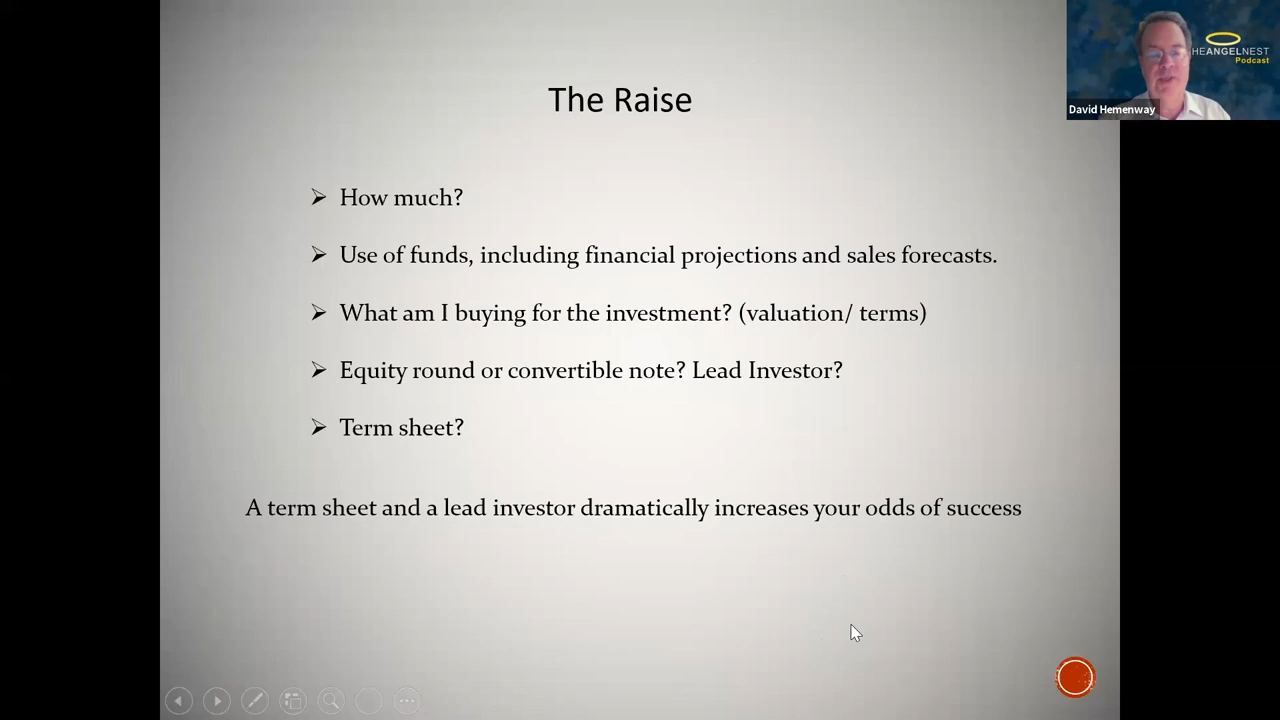 The Raise
How much?
Use of funds, including financial projections and sales forecasts.
What am I buying for the investment? (valuation/ terms)
Equity round or convertible note? Lead Investor?
Term sheet?
A term sheet and a lead investor dramatically increases your odds of success
HEANGELNEST
Podcast
David Hemenway